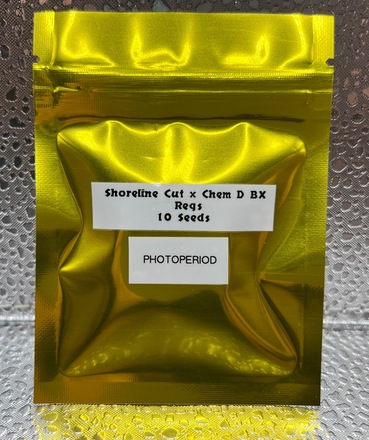 Shoreline Cut x Chem D BX
Regs
10 Seeds
PHOTOPERIOD